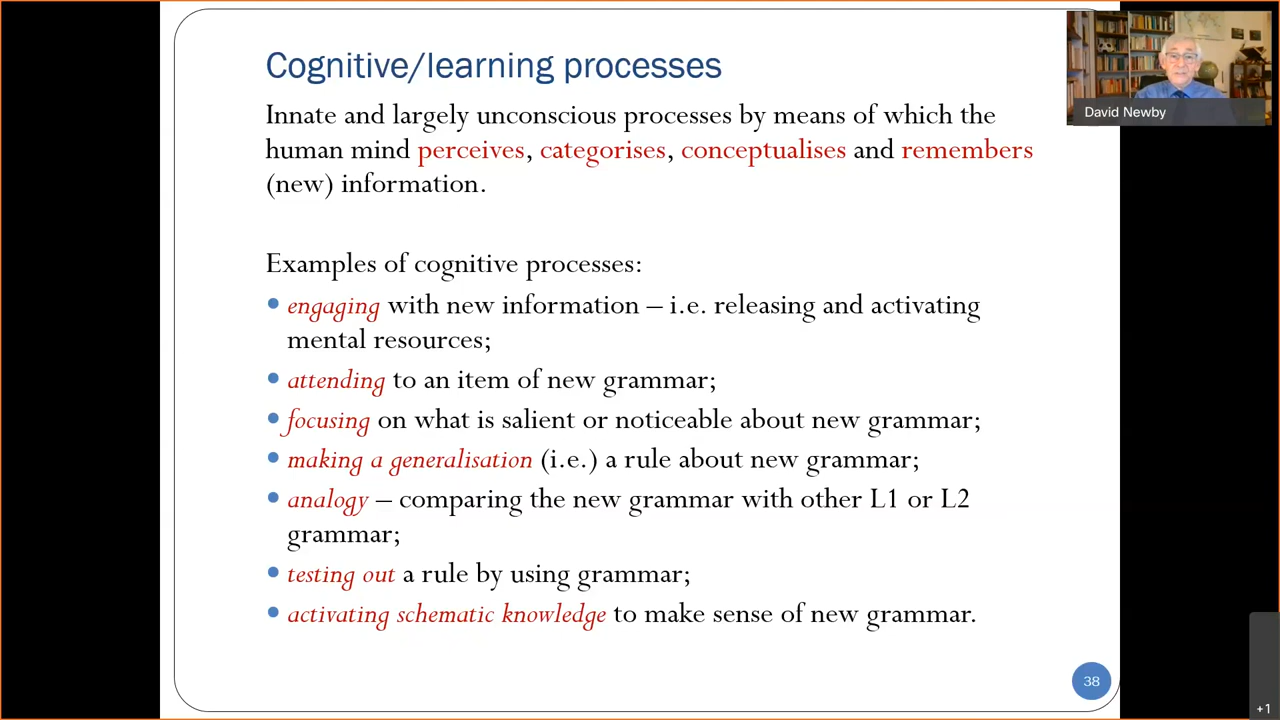 Cognitive/learning processes
David Newby
Innate and largely unconscious processes by means of which the
human mind perceives, categorises, conceptualises and remembers
(new) information.
Examples of cognitive processes:
• engaging with new information – i.e. releasing and activating
mental resources;
• attending to an item of new grammar;
• focusing on what is salient or noticeable about new grammar;
• making a generalisation (i.e.) a rule about new grammar;
• analogy – comparing the new grammar with other L1 or L2
grammar;
• testing out a rule by using grammar;
• activating schematic knowledge to make sense of new grammar.
38
+1